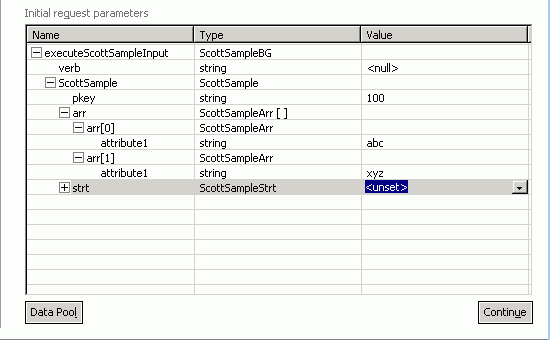 Initial request parameters
Name Type Value
executeScottSampleInput ScottSampleBG
verb string <null>
ScottSample ScottSample
pkey string 100
arr ScottSampleArr [ ]
arr[0] ScottSampleArr
attribute1 string abc
arr[1] ScottSampleArr
attribute1 string xyz
strt ScottSampleStrt <unset>
Data Pool Continue